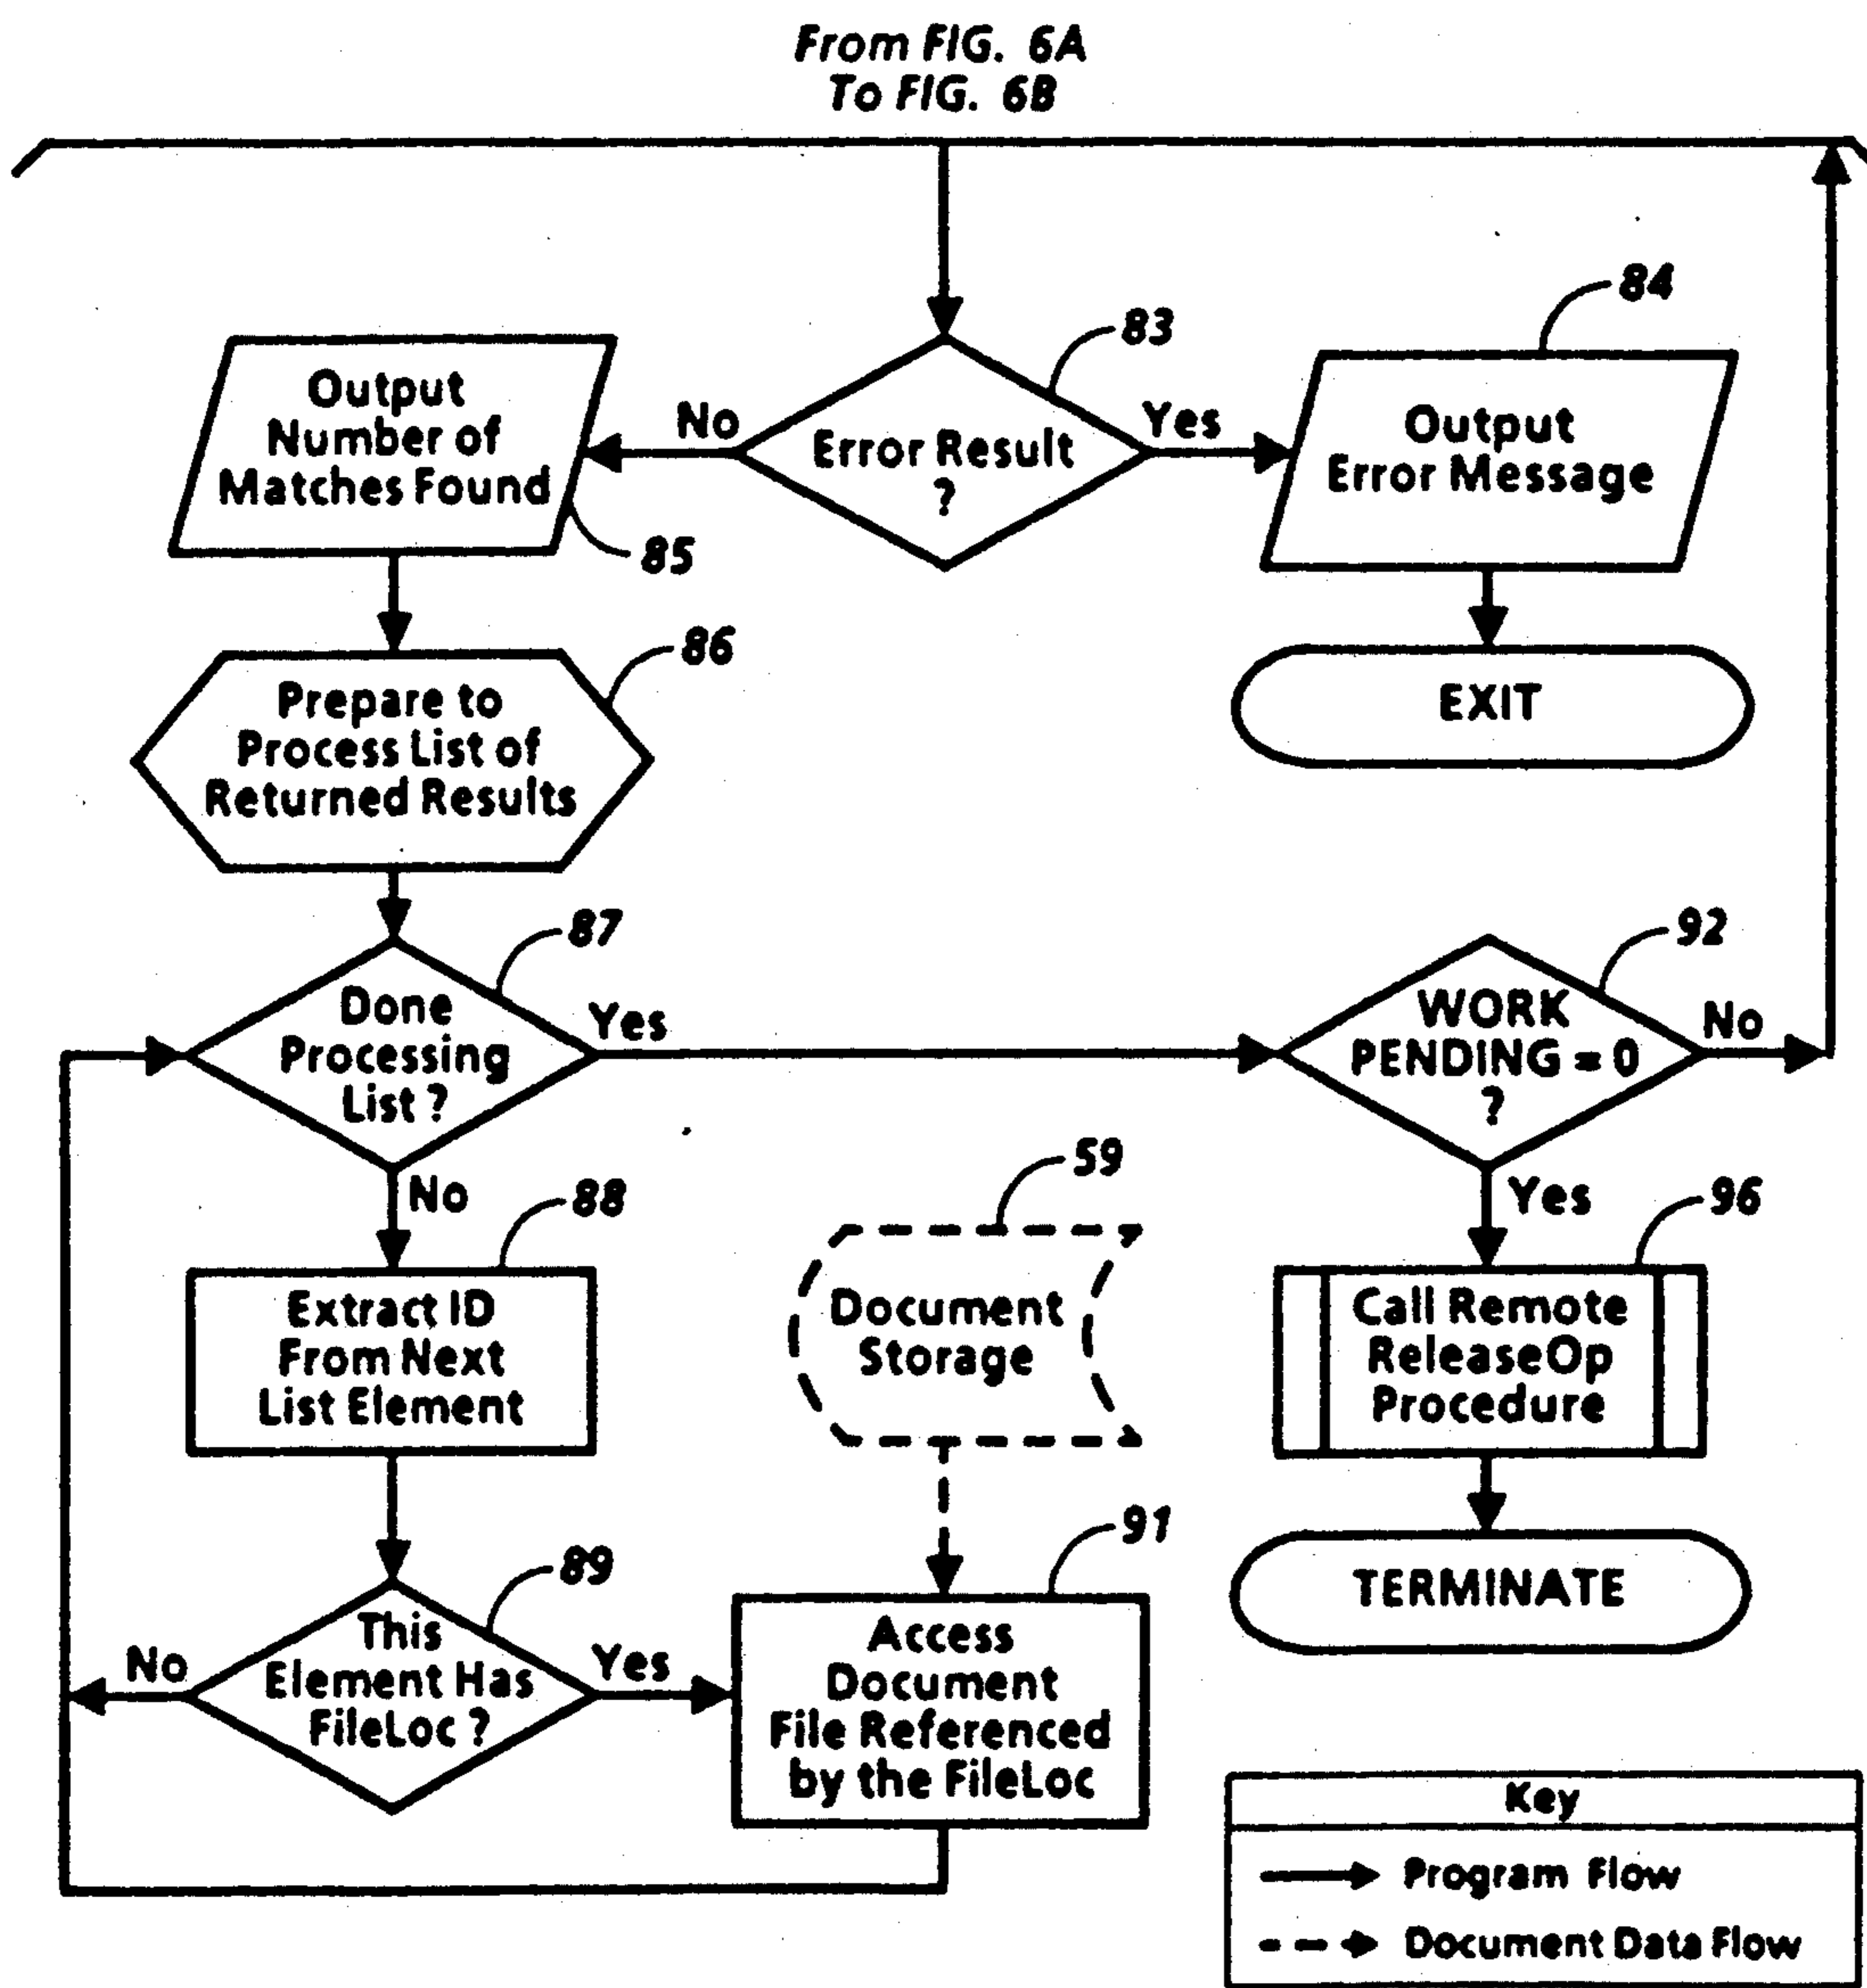 From FIG. 6A
To FIG. 6B
83
84
Output
Number of
Matches Found
No
Error Result
?
Yes
Output
Error Message
85
86
Prepare to
Process List of
Returned Results
EXIT
87
92
Done
Processing
List ?
Yes
WORK
PENDING = 0
?
No
No
59
Yes
88
96
Extract ID
From Next
List Element
Document
Storage
Call Remote
ReleaseOp
Procedure
89
91
TERMINATE
No
This
Element Has
FileLoc ?
Yes
Access
Document
File Referenced
by the FileLoc
Key
Program Flow
Document Data Flow